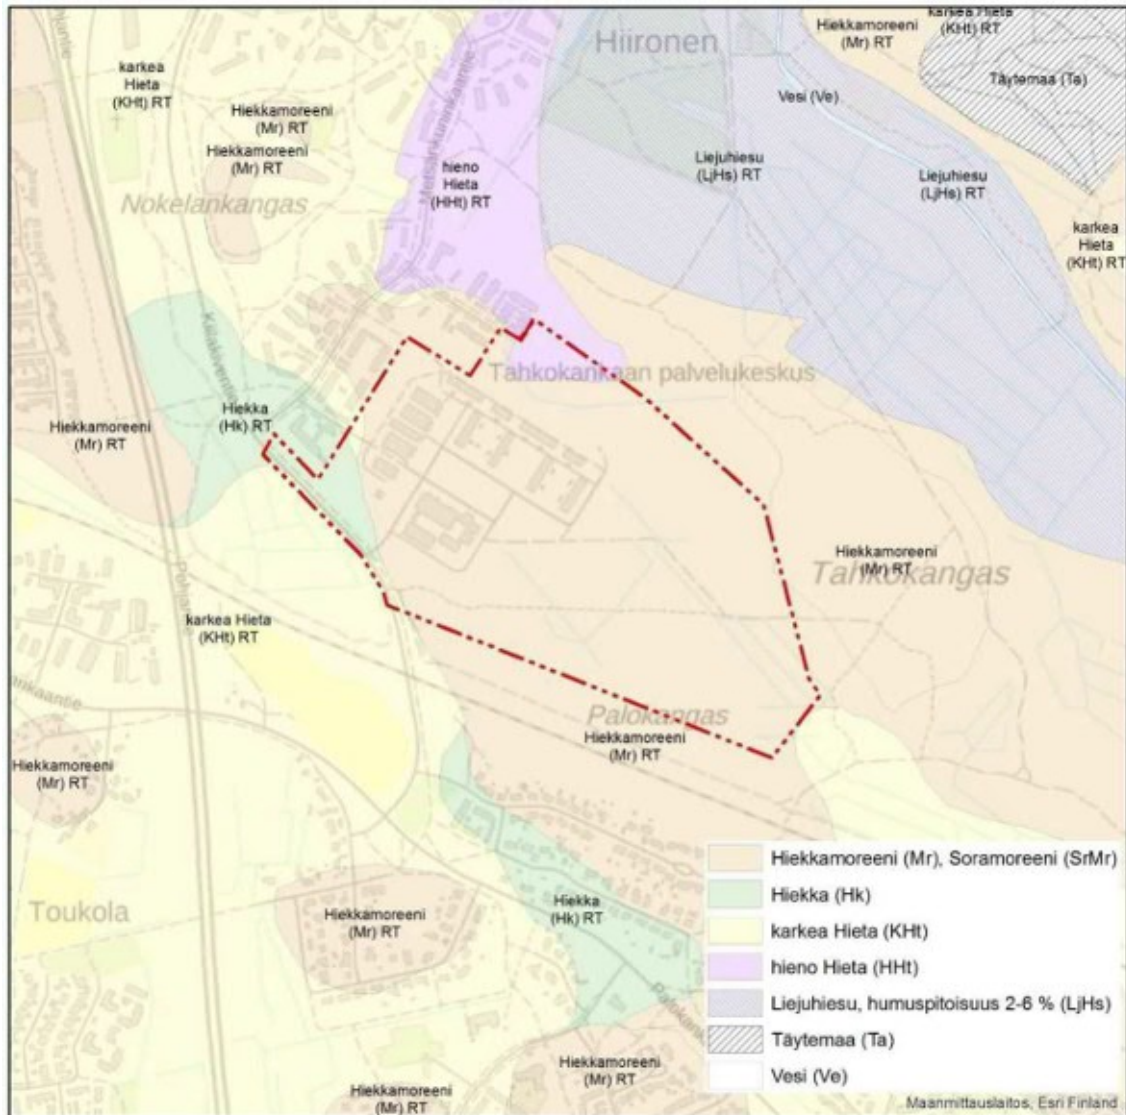 Hiironen
karkea
Hieta
(KHt) RT
Hiekkamoreeni
(Mr) RT
Hiekkamoreeni
(Mr) RT
Nokelankangas
hieno
Hieta
(HHt) RT
Hiekkamoreeni
(Mr) RT
karkea Hieta
(KHt) RT
Täytemaa (Ta)
Vesi (Ve)
Liejuhiesu
(LjHs) RT
Liejuhiesu
(LjHs) RT
karkea
Hieta
(KHt) RT
Tahkokankaan palvelukeskus
Hiekka
(Hk) RT
Hiekkamoreeni
(Mr) RT
Hiekkamoreeni
(Mr) RT
Tahkokangas
karkea Hieta
(KHt) RT
Palokangas
Hiekkamoreeni
(Mr) RT
Hiekkamoreeni
(Mr) RT
Toukola
Hiekkamoreeni
(Mr) RT
Hiekka
(Hk) RT
Hiekkamoreeni
(Mr) RT
Hiekkamoreeni
(Mr) RT
Hiekkamoreeni (Mr), Soramoreeni (SrMr)
Hiekka (Hk)
karkea Hieta (KHt)
hieno Hieta (HHt)
Liejuhiesu, humuspitoisuus 2-6 % (LjHs)
Täytemaa (Ta)
Vesi (Ve)
Maanmittauslaitos, Esri Finland